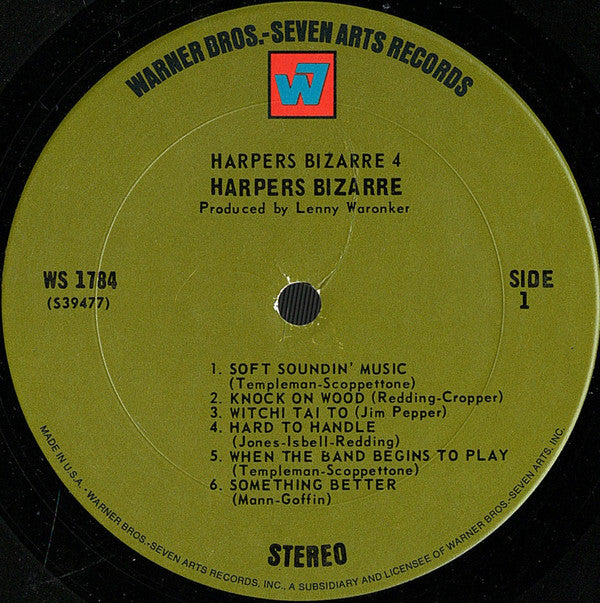 WARNER BROS.-SEVEN ARTS RECORDS
W7
HARPERS BIZARRE 4
HARPERS BIZARRE
Produced by Lenny Waronker
WS 1784
(S39477)
SIDE
1
1. SOFT SOUNDIN' MUSIC
(Templeman-Scoppettone)
2. KNOCK ON WOOD (Redding-Cropper)
3. WITCHI TAI TO (Jim Pepper)
4. HARD TO HANDLE
(Jones-Isbell-Redding)
5. WHEN THE BAND BEGINS TO PLAY
(Templeman-Scoppettone)
6. SOMETHING BETTER
(Mann-Goffin)
STEREO
MADE IN U.S.A. - WARNER BROS.-SEVEN ARTS RECORDS, INC., A SUBSIDIARY AND LICENSEE OF WARNER BROS.-SEVEN ARTS, INC.